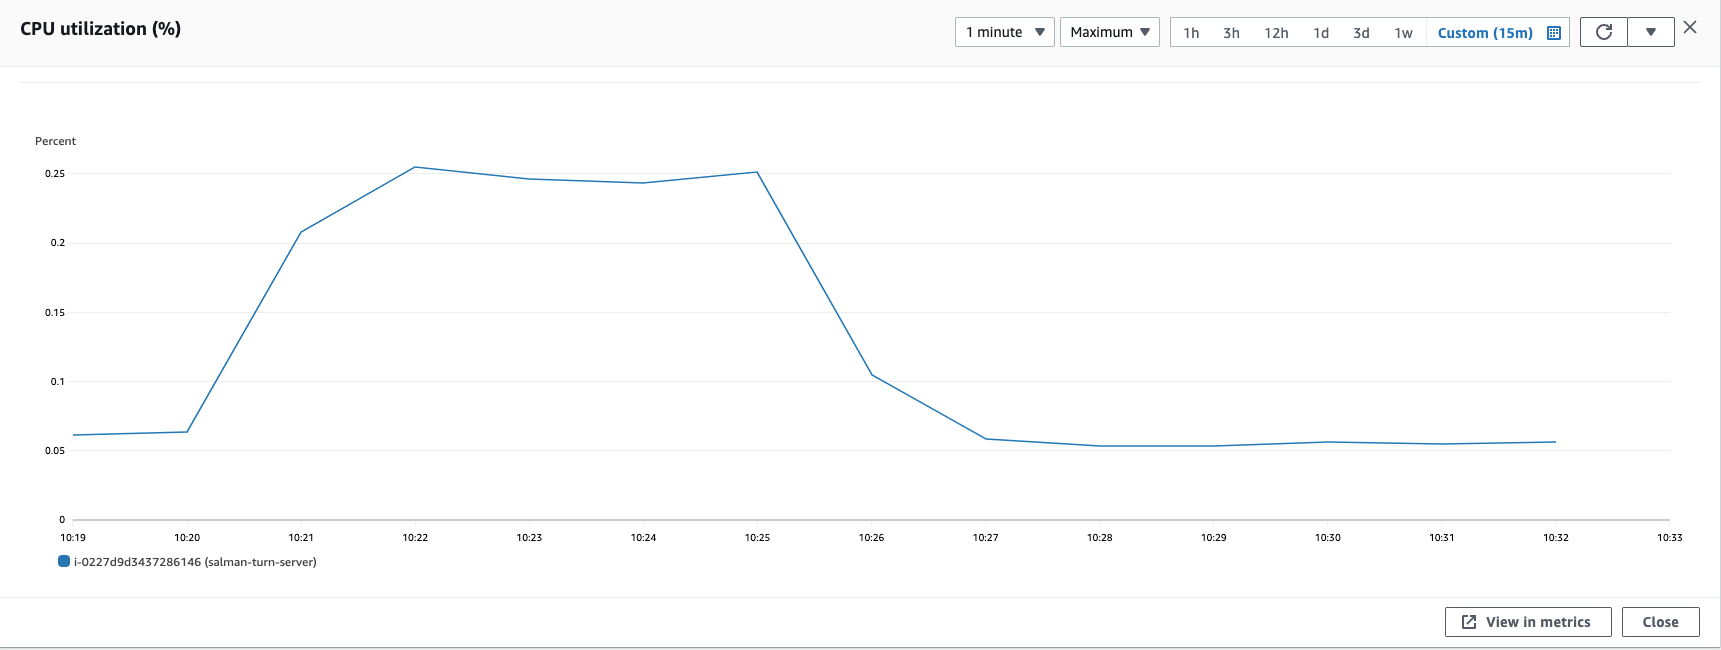 CPU utilization (%)
1 minute Maximum 1h 3h 12h 1d 3d 1w Custom (15m)
Percent
0.25
0.2
0.15
0.1
0.05
0
10:19 10:20 10:21 10:22 10:23 10:24 10:25 10:26 10:27 10:28 10:29 10:30 10:31 10:32 10:33
i-0227d9d3437286146 (salman-turn-server)
View in metrics Close